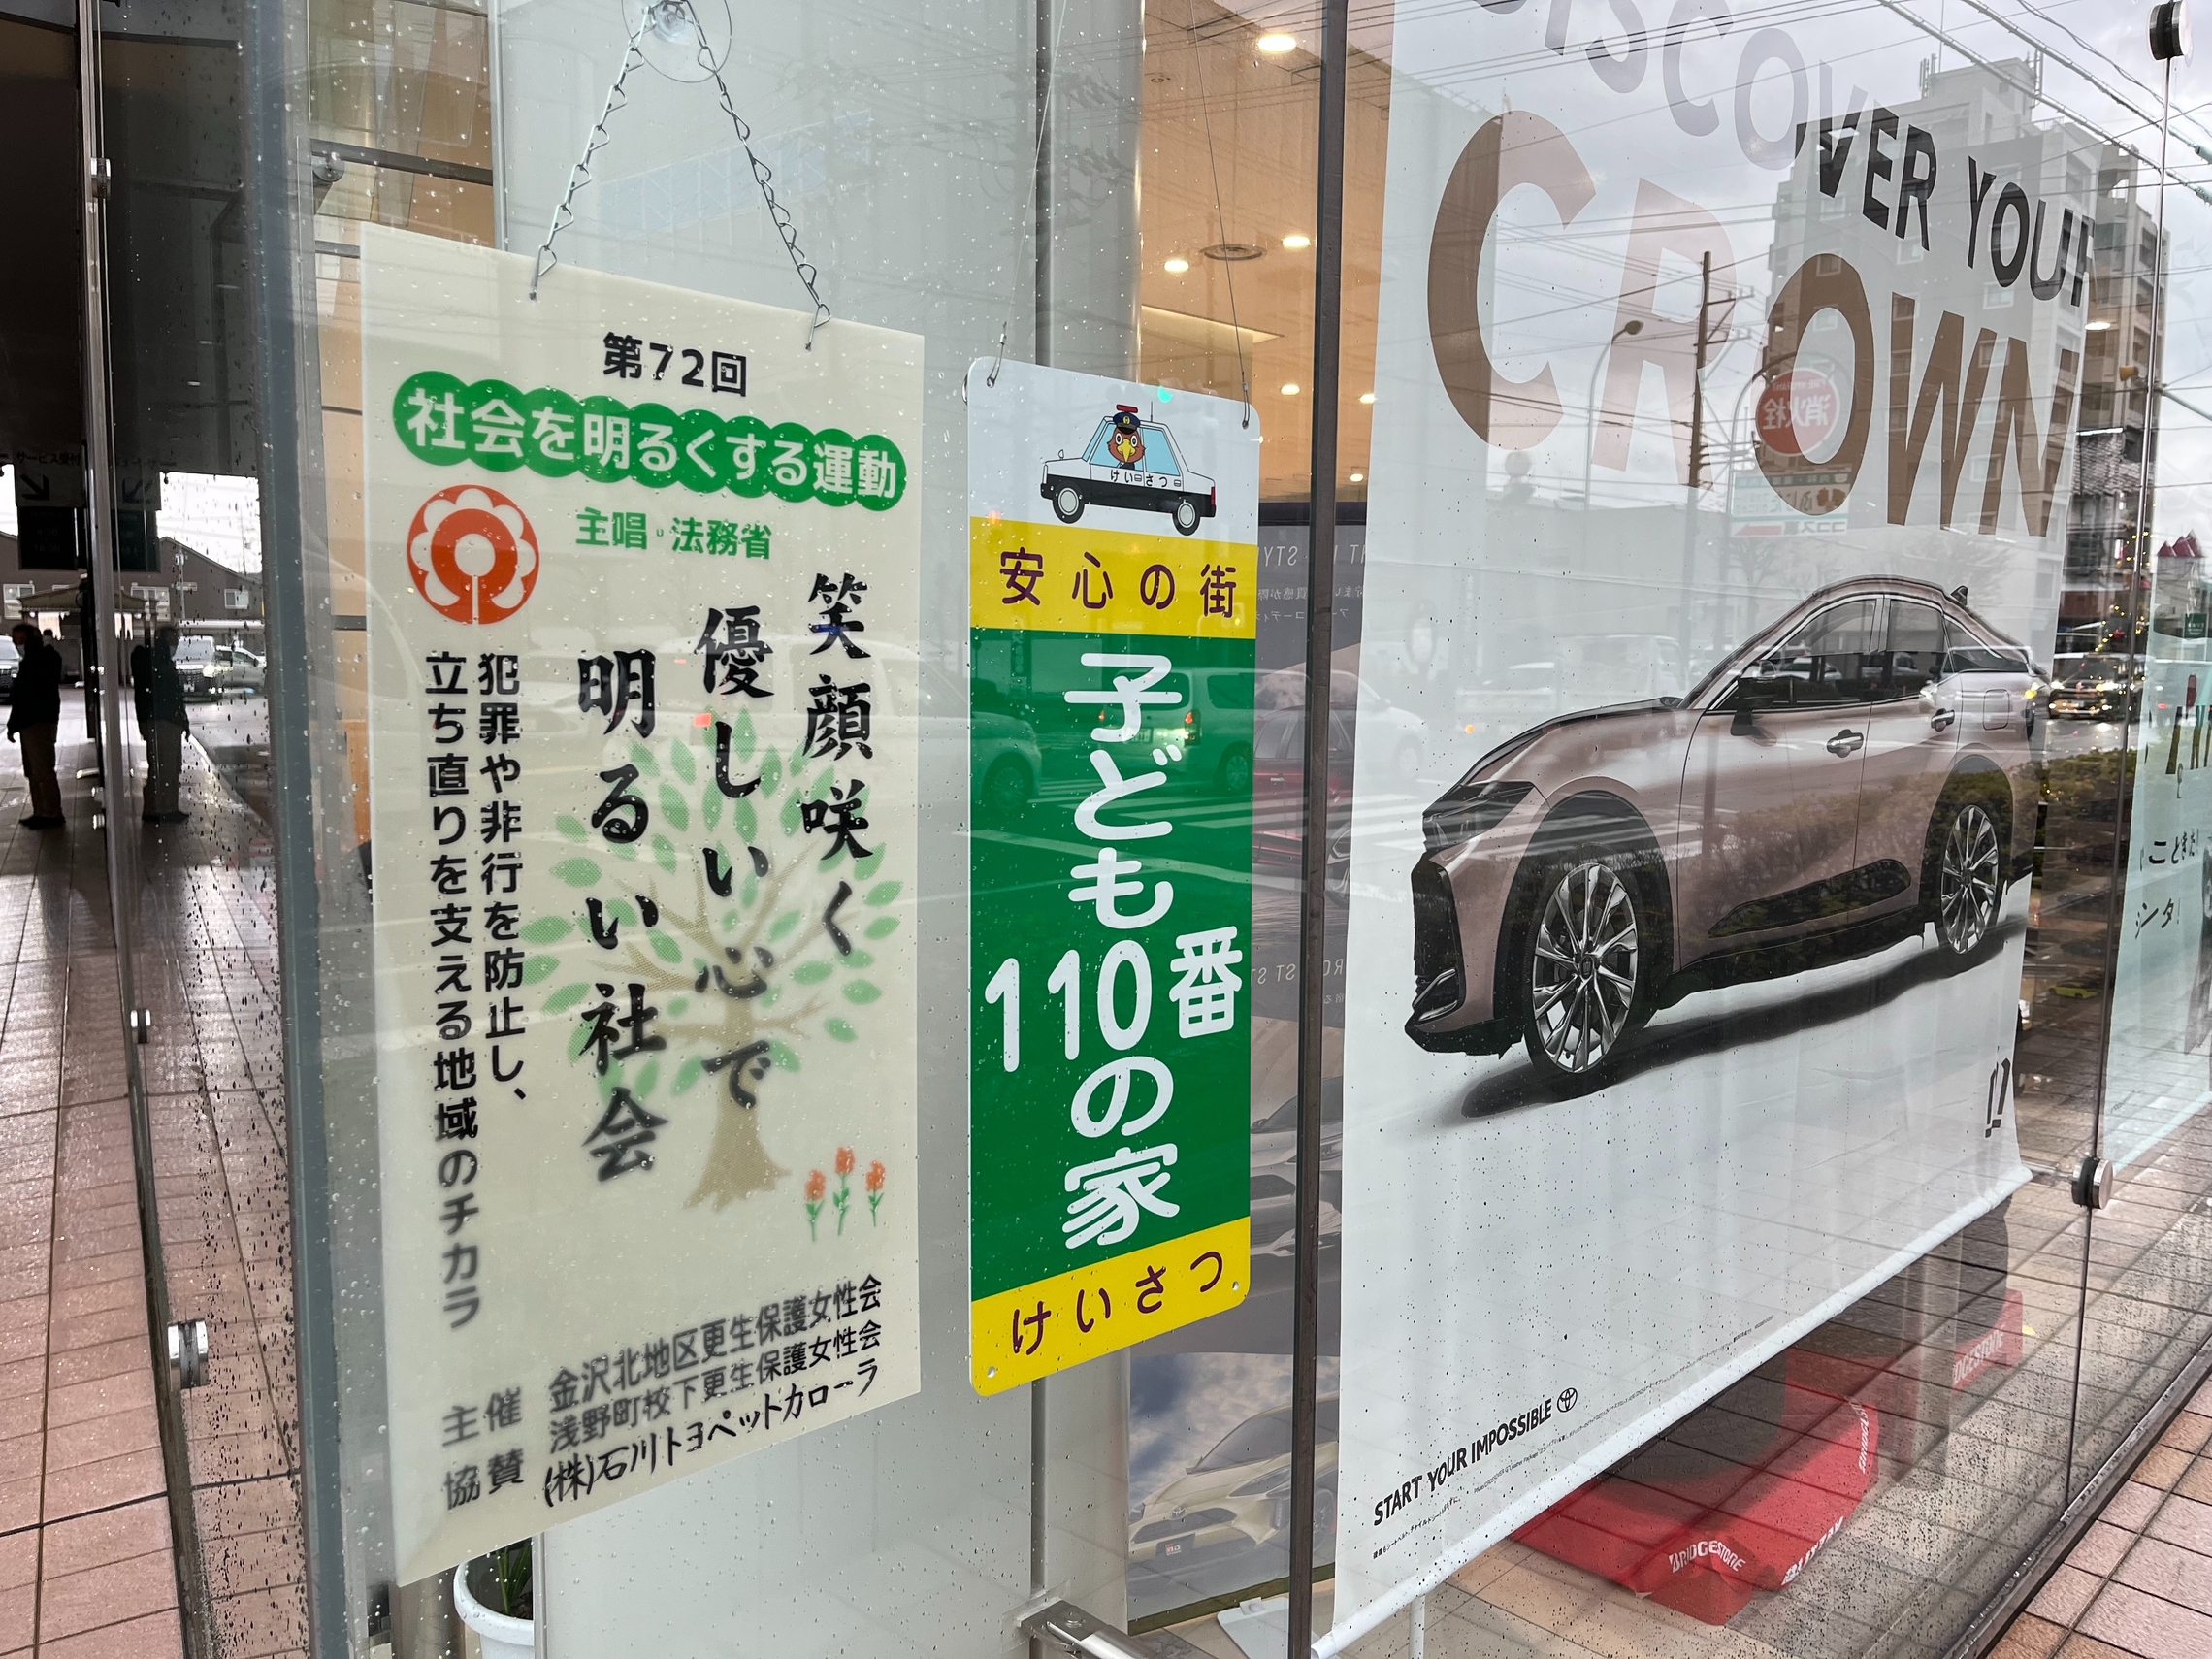 第72回
社会を明るくする運動
主唱・法務省
笑顔咲く
優しい心で
明るい社会
犯罪や非行を防止し、
立ち直りを支える地域のチカラ
主催 金沢北地区更生保護女性会
浅野町校下更生保護女性会
協賛 (株)石川トヨペットカローラ
けいさつ
安心の街
子ども
110番
の家
けいさつ
DISCOVER YOUR
CROWN
START YOUR IMPOSSIBLE
BRIDGESTONE
消火栓